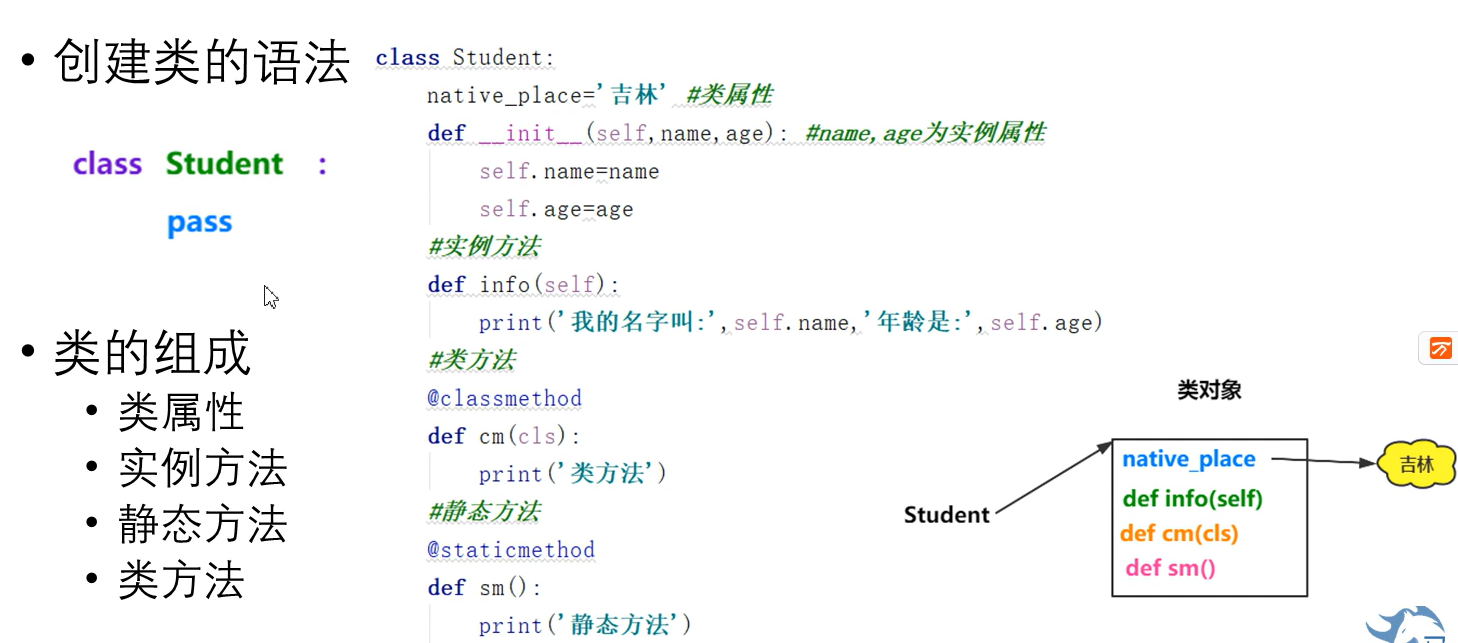 • 创建类的语法
class Student :
pass
• 类的组成
• 类属性
• 实例方法
• 静态方法
• 类方法
class Student:
native_place='吉林' #类属性
def __init__(self,name,age): #name,age为实例属性
self.name=name
self.age=age
#实例方法
def info(self):
print('我的名字叫:',self.name,'年龄是:',self.age)
#类方法
@classmethod
def cm(cls):
print('类方法')
#静态方法
@staticmethod
def sm():
print('静态方法')
类对象
Student
native_place
吉林
def info(self)
def cm(cls)
def sm()